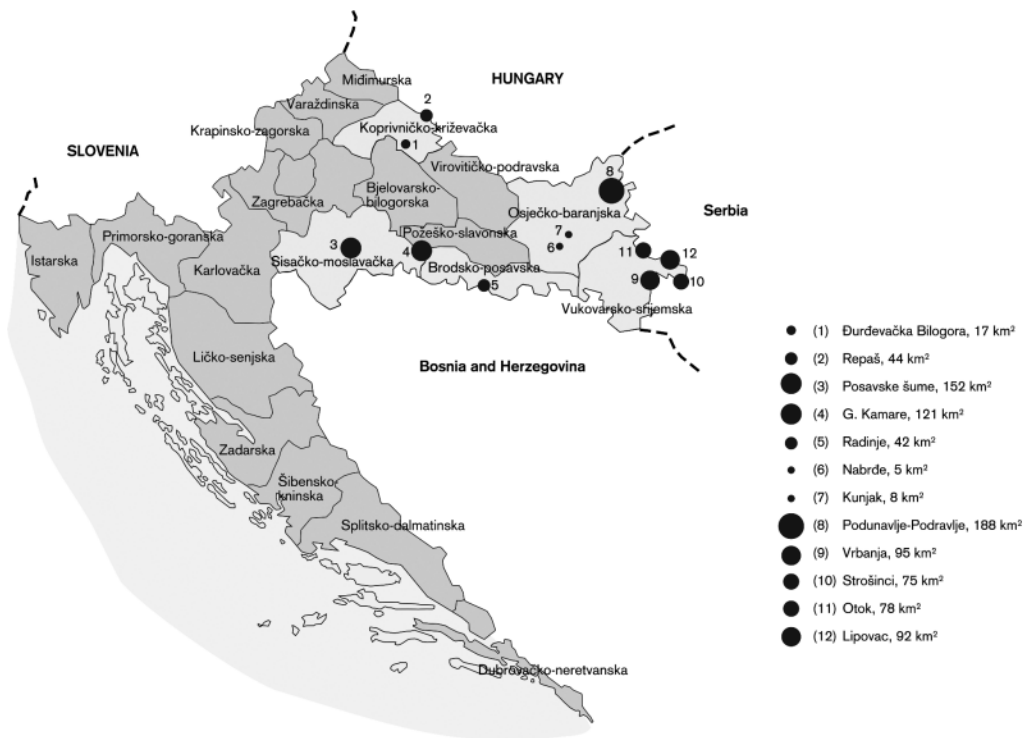 HUNGARY
Miđimurska
Varaždinska
2
Koprivničko-križevačka
Krapinsko-zagorska
1
SLOVENIA
Virovitičko-podravska
8
Bjelovarsko-
bilogorska
Zagrebačka
Osječko-baranjska
Serbia
Primorsko-goranska
Požeško-slavonska
7
6
3
4
11
12
Istarska
Karlovačka
Sisačko-moslavačka
Brodsko-posavska
9
10
5
Vukovarsko-srijemska
Ličko-senjska
Bosnia and Herzegovina
Zadarska
Šibensko-
kninska
Splitsko-dalmatinska
Dubrovačko-neretvanska
(1) Đurđevačka Bilogora, 17 km²
(2) Repaš, 44 km²
(3) Posavske šume, 152 km²
(4) G. Kamare, 121 km²
(5) Radinje, 42 km²
(6) Nabrđe, 5 km²
(7) Kunjak, 8 km²
(8) Podunavlje-Podravlje, 188 km²
(9) Vrbanja, 95 km²
(10) Strošinci, 75 km²
(11) Otok, 78 km²
(12) Lipovac, 92 km²